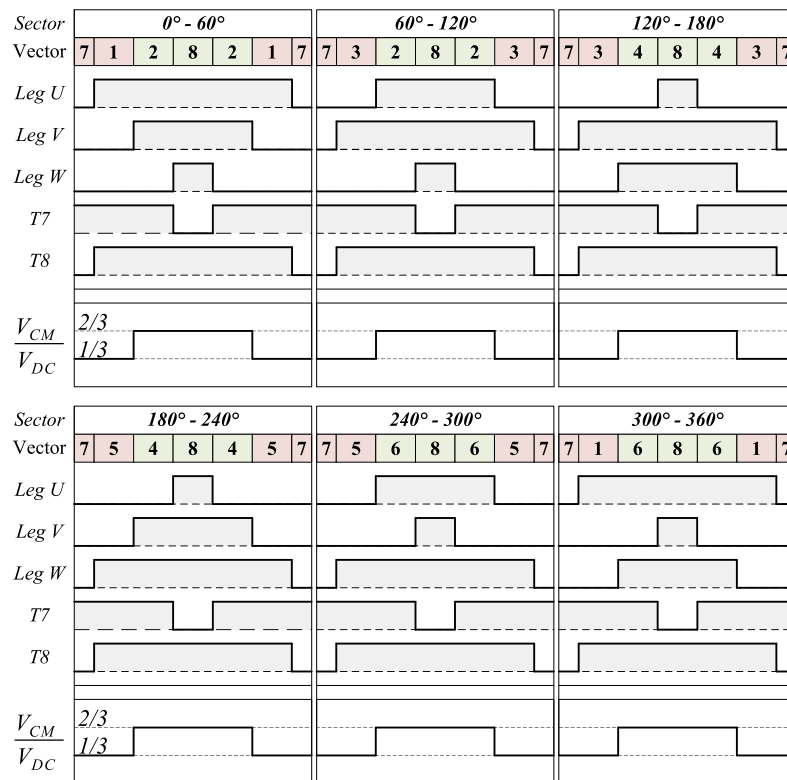 Sector 0° - 60° 60° - 120° 120° - 180°
Vector 7 1 2 8 2 1 7 7 3 2 8 2 3 7 7 3 4 8 4 3 7
Leg U
Leg V
Leg W
T7
T8
V_CM / V_DC
2/3
1/3
Sector 180° - 240° 240° - 300° 300° - 360°
Vector 7 5 4 8 4 5 7 7 5 6 8 6 5 7 7 1 6 8 6 1 7
Leg U
Leg V
Leg W
T7
T8
V_CM / V_DC
2/3
1/3